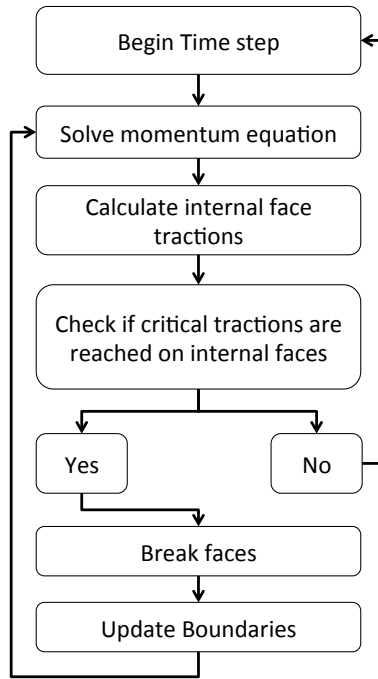 Begin Time step
Solve momentum equation
Calculate internal face
tractions
Check if critical tractions are
reached on internal faces
Yes
No
Break faces
Update Boundaries